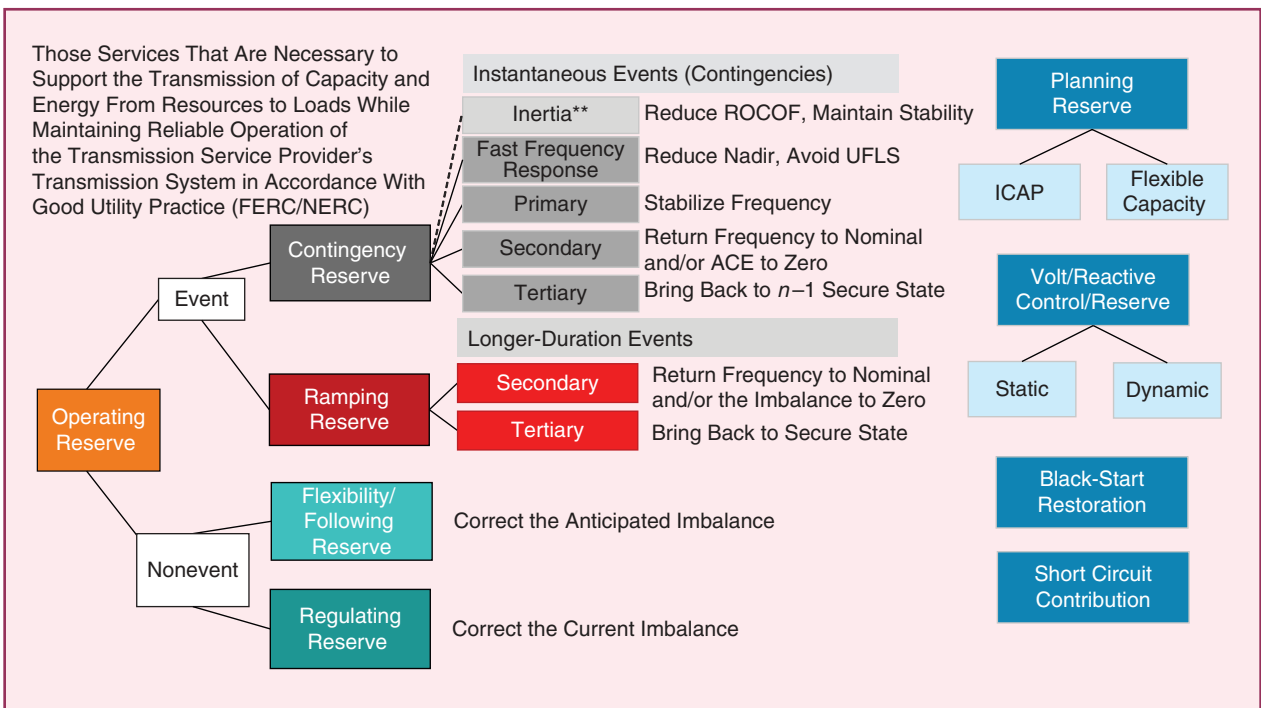 Those Services That Are Necessary to
Support the Transmission of Capacity and
Energy From Resources to Loads While
Maintaining Reliable Operation of
the Transmission Service Provider's
Transmission System in Accordance With
Good Utility Practice (FERC/NERC)
Operating
Reserve
Event
Nonevent
Contingency
Reserve
Ramping
Reserve
Flexibility/
Following
Reserve
Correct the Anticipated Imbalance
Regulating
Reserve
Correct the Current Imbalance
Instantaneous Events (Contingencies)
Inertia**
Reduce ROCOF, Maintain Stability
Fast Frequency
Response
Reduce Nadir, Avoid UFLS
Primary
Stabilize Frequency
Secondary
Return Frequency to Nominal
and/or ACE to Zero
Tertiary
Bring Back to n–1 Secure State
Longer-Duration Events
Secondary
Return Frequency to Nominal
and/or the Imbalance to Zero
Tertiary
Bring Back to Secure State
Planning
Reserve
ICAP
Flexible
Capacity
Volt/Reactive
Control/Reserve
Static
Dynamic
Black-Start
Restoration
Short Circuit
Contribution